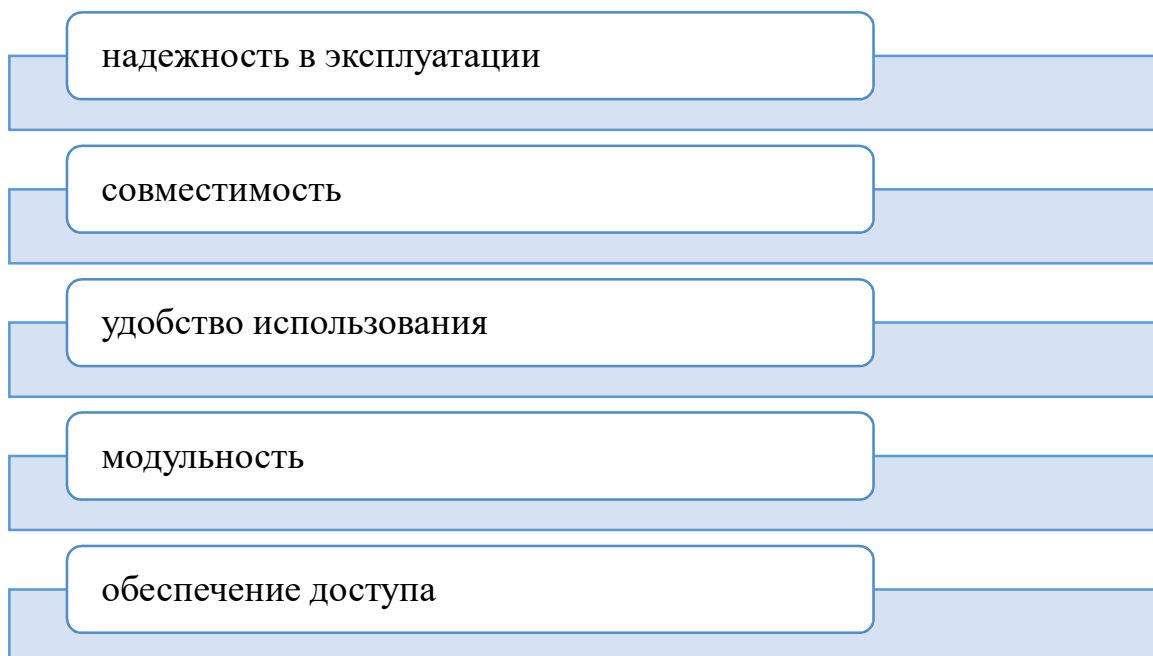 надежность в эксплуатации
совместимость
удобство использования
модульность
обеспечение доступа